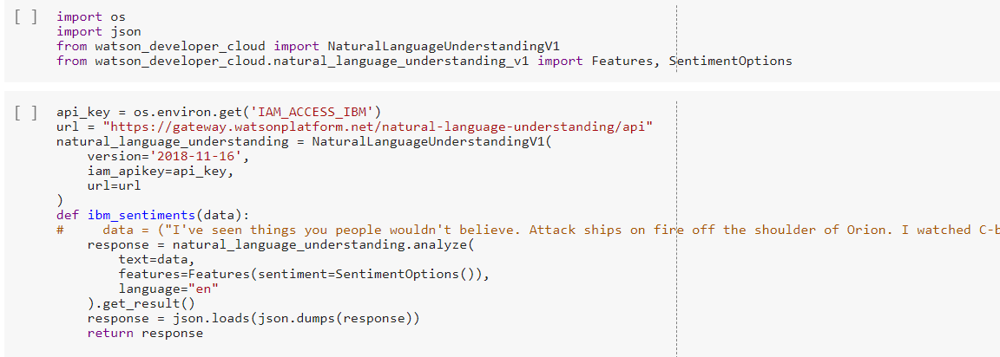 [ ] import os
import json
from watson_developer_cloud import NaturalLanguageUnderstandingV1
from watson_developer_cloud.natural_language_understanding_v1 import Features, SentimentOptions
[ ] api_key = os.environ.get('IAM_ACCESS_IBM')
url = "https://gateway.watsonplatform.net/natural-language-understanding/api"
natural_language_understanding = NaturalLanguageUnderstandingV1(
    version='2018-11-16',
    iam_apikey=api_key,
    url=url
)
def ibm_sentiments(data):
#     data = ("I've seen things you people wouldn't believe. Attack ships on fire off the shoulder of Orion. I watched C-b
    response = natural_language_understanding.analyze(
        text=data,
        features=Features(sentiment=SentimentOptions()),
        language="en"
    ).get_result()
    response = json.loads(json.dumps(response))
    return response